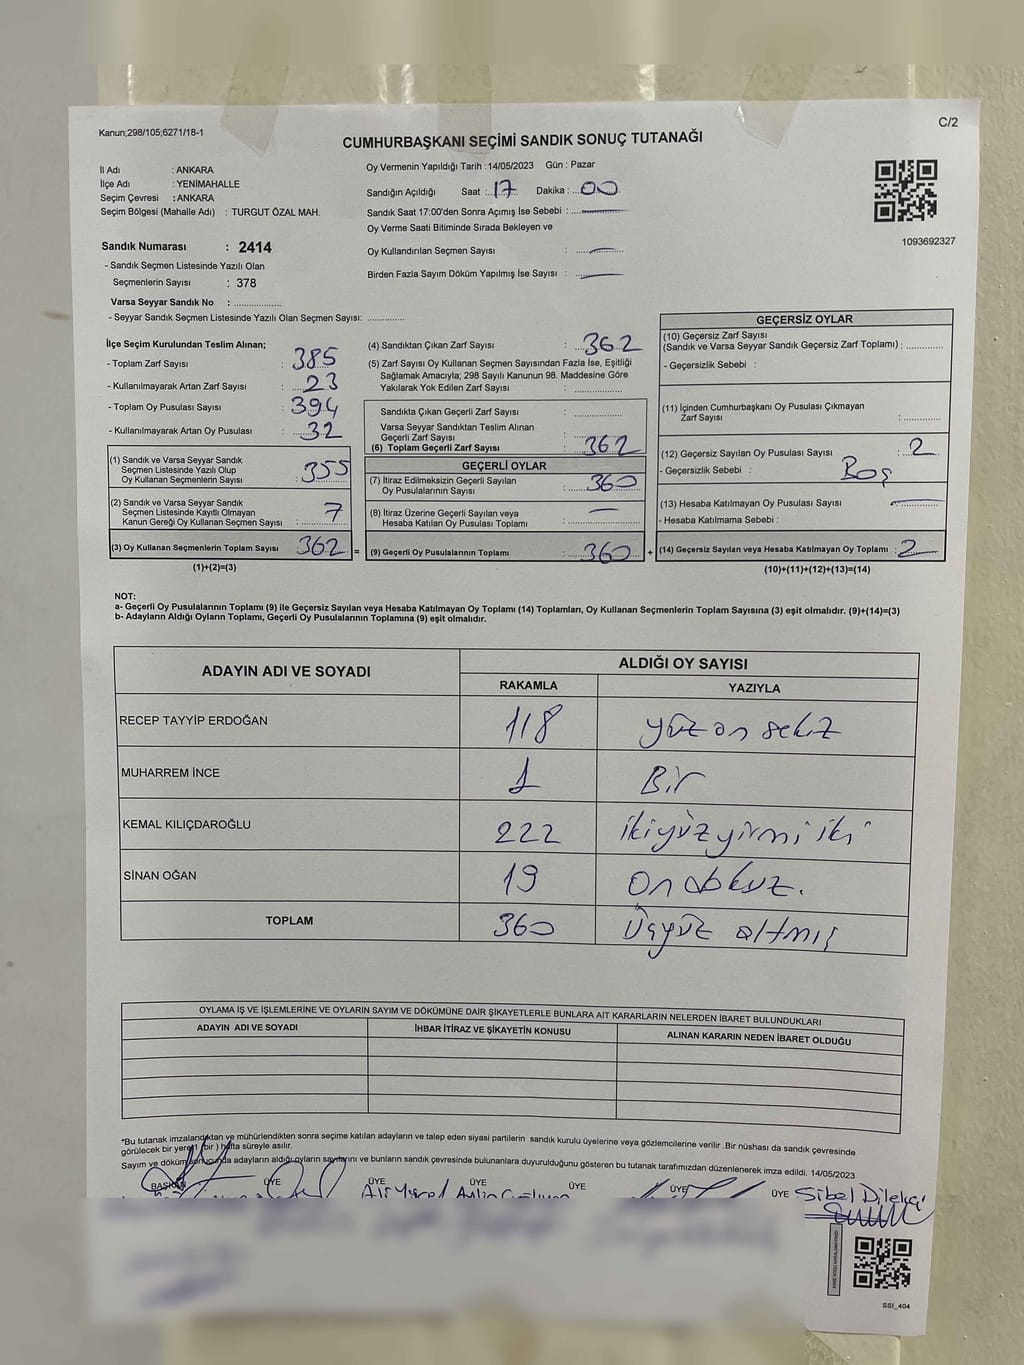 Kanun;298/105;6271/18-1
C/2
CUMHURBAŞKANI SEÇİMİ SANDIK SONUÇ TUTANAĞI
İl Adı : ANKARA
İlçe Adı : YENİMAHALLE
Seçim Çevresi : ANKARA
Seçim Bölgesi (Mahalle Adı) : TURGUT ÖZAL MAH.
Oy Vermenin Yapıldığı Tarih :14/05/2023 Gün : Pazar
Sandığın Açıldığı Saat : 17 Dakika : 00
Sandık Saat 17:00'den Sonra Açımış İse Sebebi :
Oy Verme Saati Bitiminde Sırada Bekleyen ve
Oy Kullandırılan Seçmen Sayısı :
Birden Fazla Sayım Döküm Yapılmış İse Sayısı :
1093692327
Sandık Numarası : 2414
- Sandık Seçmen Listesinde Yazılı Olan
Seçmenlerin Sayısı : 378
Varsa Seyyar Sandık No :
- Seyyar Sandık Seçmen Listesinde Yazılı Olan Seçmen Sayısı:
İlçe Seçim Kurulundan Teslim Alınan;
- Toplam Zarf Sayısı : 385
- Kullanılmayarak Artan Zarf Sayısı : 23
- Toplam Oy Pusulası Sayısı : 394
- Kullanılmayarak Artan Oy Pusulası : 32
(1) Sandık ve Varsa Seyyar Sandık
Seçmen Listesinde Yazılı Olup
Oy Kullanan Seçmenlerin Sayısı : 355
(2) Sandık ve Varsa Seyyar Sandık
Seçmen Listesinde Kayıtlı Olmayan
Kanun Gereği Oy Kullanan Seçmen Sayısı : 7
(3) Oy Kullanan Seçmenlerin Toplam Sayısı : 362 =
(1)+(2)=(3)
(4) Sandıktan Çıkan Zarf Sayısı : 362
(5) Zarf Sayısı Oy Kullanan Seçmen Sayısından Fazla İse, Eşitliği
Sağlamak Amacıyla; 298 Sayılı Kanunun 98. Maddesine Göre
Yakılarak Yok Edilen Zarf Sayısı :
Sandıkta Çıkan Geçerli Zarf Sayısı :
Varsa Seyyar Sandıktan Teslim Alınan
Geçerli Zarf Sayısı :
(6) Toplam Geçerli Zarf Sayısı : 362
GEÇERLİ OYLAR
(7) İtiraz Edilmeksizin Geçerli Sayılan
Oy Pusulalarının Sayısı : 360
(8) İtiraz Üzerine Geçerli Sayılan veya
Hesaba Katılan Oy Pusulası Toplamı : —
(9) Geçerli Oy Pusulalarının Toplamı : 360 +
GEÇERSİZ OYLAR
(10) Geçersiz Zarf Sayısı
(Sandık ve Varsa Seyyar Sandık Geçersiz Zarf Toplamı) :
- Geçersizlik Sebebi :
(11) İçinden Cumhurbaşkanı Oy Pusulası Çıkmayan
Zarf Sayısı :
(12) Geçersiz Sayılan Oy Pusulası Sayısı : 2
- Geçersizlik Sebebi : Boş
(13) Hesaba Katılmayan Oy Pusulası Sayısı :
- Hesaba Katılmama Sebebi :
(14) Geçersiz Sayılan veya Hesaba Katılmayan Oy Toplamı : 2
(10)+(11)+(12)+(13)=(14)
NOT:
a- Geçerli Oy Pusulalarının Toplamı (9) ile Geçersiz Sayılan veya Hesaba Katılmayan Oy Toplamı (14) Toplamları, Oy Kullanan Seçmenlerin Toplam Sayısına (3) eşit olmalıdır. (9)+(14)=(3)
b- Adayların Aldığı Oyların Toplamı, Geçerli Oy Pusulalarının Toplamına (9) eşit olmalıdır.
ADAYIN ADI VE SOYADI ALDIĞI OY SAYISI
RAKAMLA YAZIYLA
RECEP TAYYİP ERDOĞAN 118 yüz on sekiz
MUHARREM İNCE 1 Bir
KEMAL KILIÇDAROĞLU 222 ikiyüz yirmi iki
SİNAN OĞAN 19 On dokuz.
TOPLAM 360 Üçyüz altmış
OYLAMA İŞ VE İŞLEMLERİNE VE OYLARIN SAYIM VE DÖKÜMÜNE DAİR ŞİKAYETLERLE BUNLARA AİT KARARLARIN NELERDEN İBARET BULUNDUKLARI
ADAYIN ADI VE SOYADI İHBAR İTİRAZ VE ŞİKAYETİN KONUSU ALINAN KARARIN NEDEN İBARET OLDUĞU
*Bu tutanak imzalandıktan ve mühürlendikten sonra seçime katılan adayların ve talep eden siyasi partilerin sandık kurulu üyelerine veya gözlemcilerine verilir .Bir nüshası da sandık çevresinde
görülecek bir yere(1 (bir ) hafta süreyle asılır.
Sayım ve döküm sonucunda adayların aldığı oyların sayılarını ve bunların sandık çevresinde bulunanlara duyurulduğunu gösteren bu tutanak tarafımızdan düzenlenerek imza edildi. 14/05/2023
BAŞKAN ÜYE ÜYE ÜYE ÜYE ÜYE Sibel Dilekçi
SSI_404